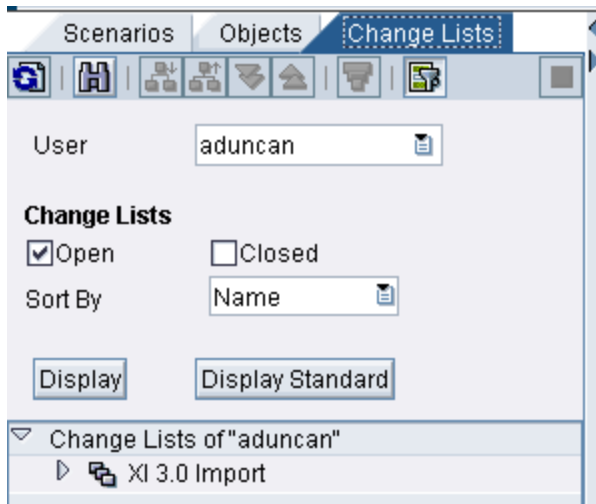 Scenarios Objects Change Lists
User aduncan
Change Lists
Open Closed
Sort By Name
Display Display Standard
Change Lists of "aduncan"
XI 3.0 Import